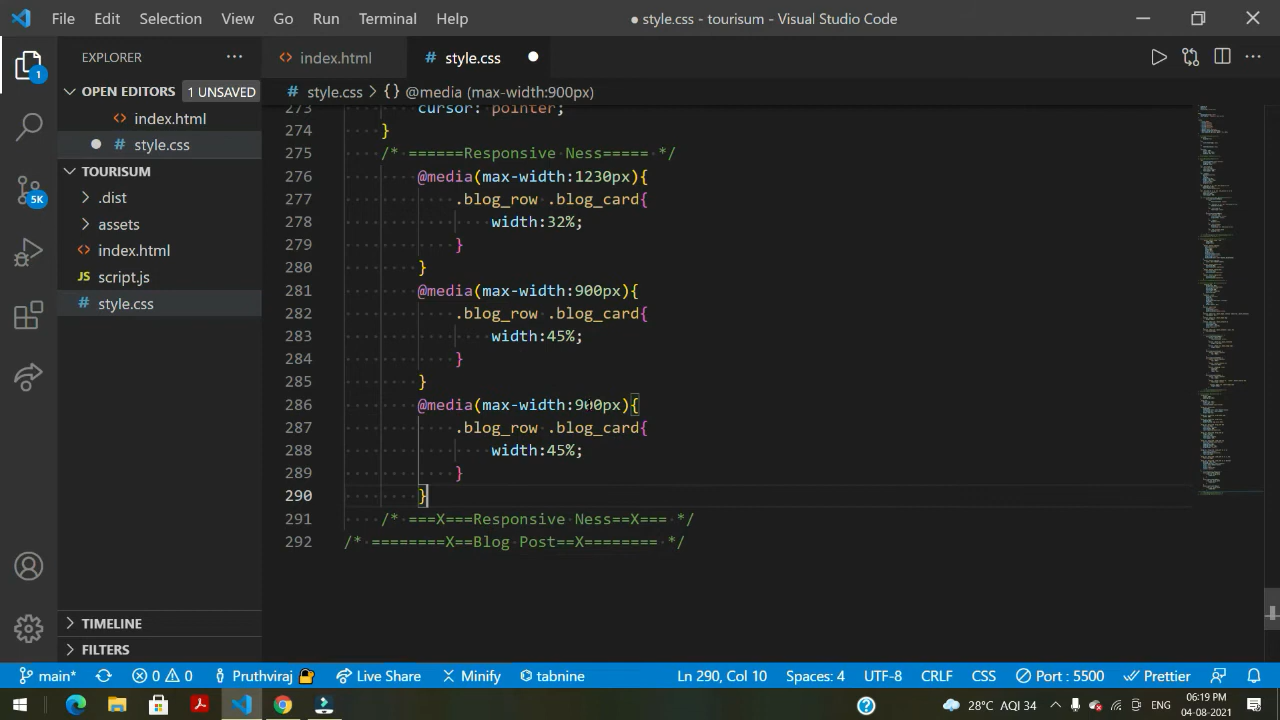 File Edit Selection View Go Run Terminal Help
● style.css - tourisum - Visual Studio Code
EXPLORER ···
OPEN EDITORS 1 UNSAVED
index.html
# style.css
TOURISUM
.dist
assets
index.html
JS script.js
# style.css
TIMELINE
FILTERS
1
5K
index.html # style.css
# style.css > {} @media (max-width:900px)
273 cursor: pointer;
274 }
275 /* ======Responsive Ness===== */
276 @media(max-width:1230px){
277 .blog_row .blog_card{
278 width:32%;
279 }
280 }
281 @media(max-width:900px){
282 .blog_row .blog_card{
283 width:45%;
284 }
285 }
286 @media(max-width:900px){
287 .blog_row .blog_card{
288 width:45%;
289 }
290 }
291 /* ===X===Responsive Ness==X=== */
292 /* ========X==Blog Post==X======== */
main* 0 0 Pruthviraj Live Share Minify tabnine Ln 290, Col 10 Spaces: 4 UTF-8 CRLF CSS Port : 5500 Prettier
28°C AQI 34 ENG 06:19 PM
04-08-2021